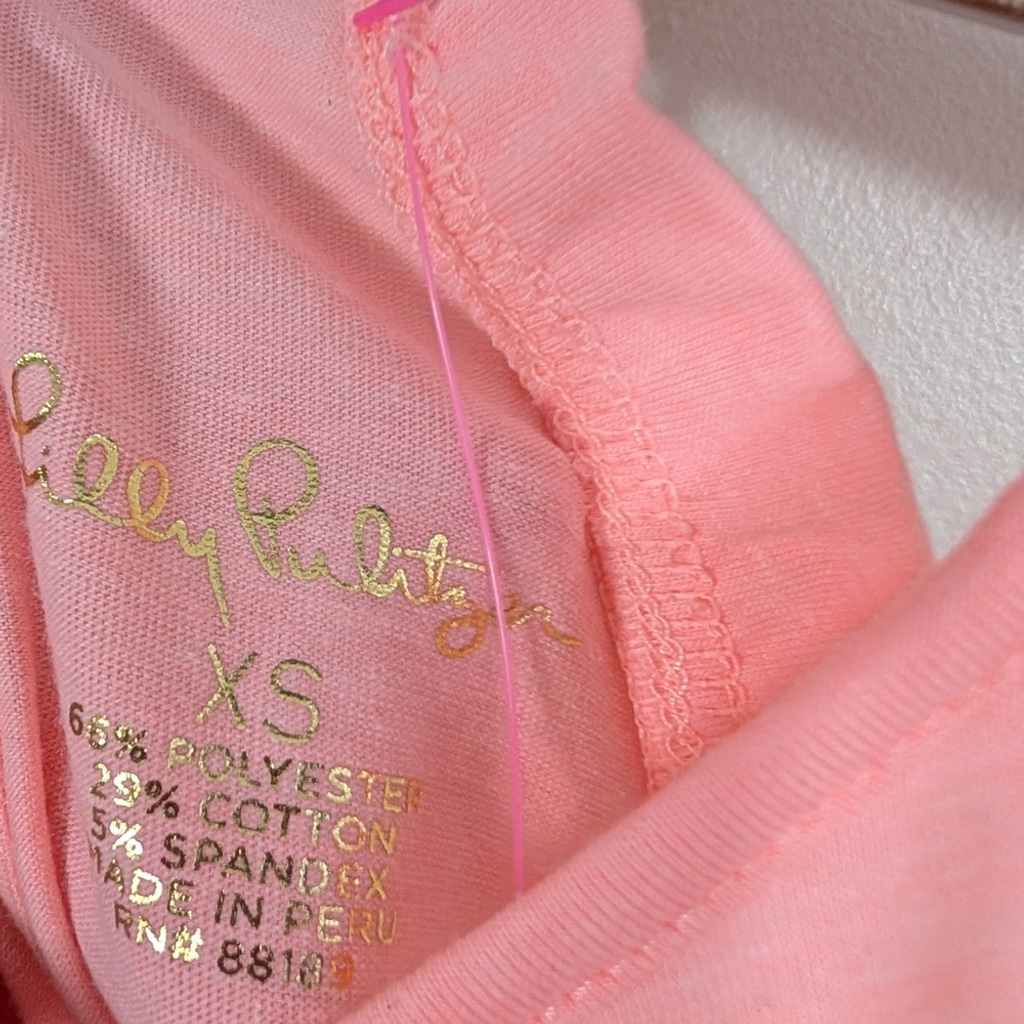 Lilly Pulitzer
XS
66% POLYESTER
29% COTTON
5% SPANDEX
MADE IN PERU
RN# 88189